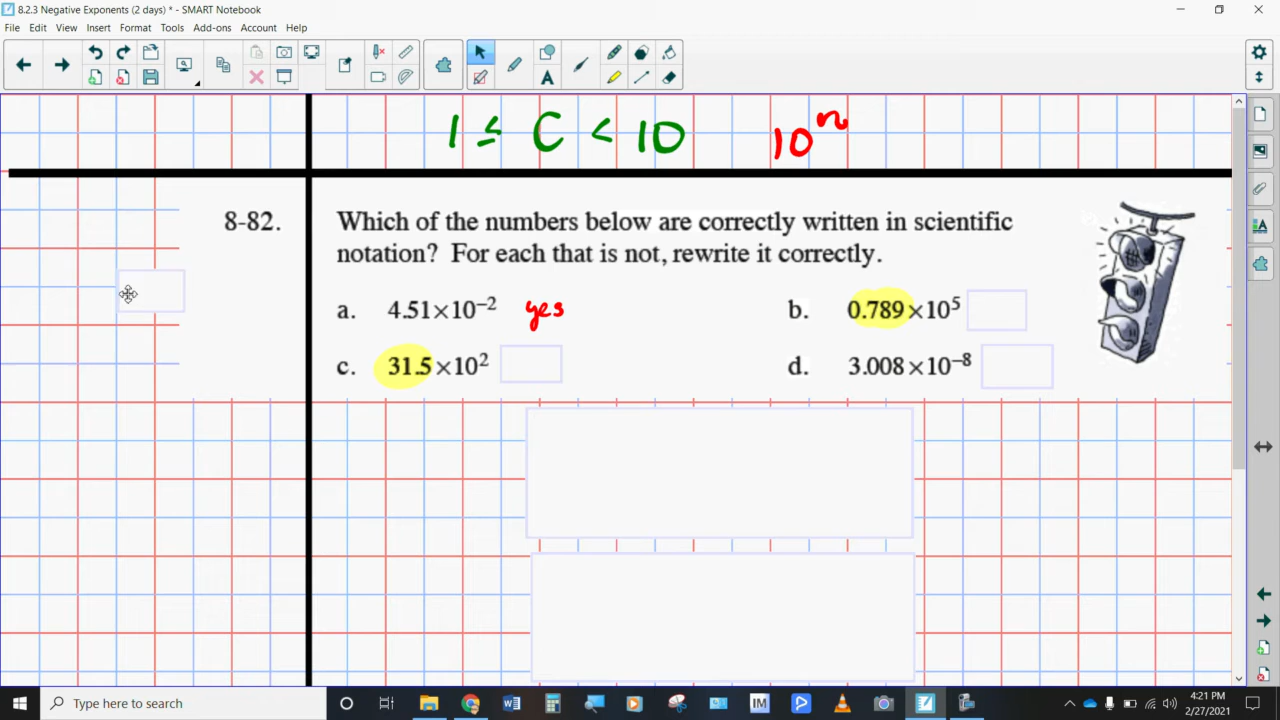 8.2.3 Negative Exponents (2 days) * - SMART Notebook
File Edit View Insert Format Tools Add-ons Account Help
1 ≤ C < 10 10ⁿ
8-82. Which of the numbers below are correctly written in scientific
notation? For each that is not, rewrite it correctly.
a. 4.51×10⁻² yes b. 0.789×10⁵
c. 31.5×10² d. 3.008×10⁻⁸
Type here to search
4:21 PM
2/27/2021